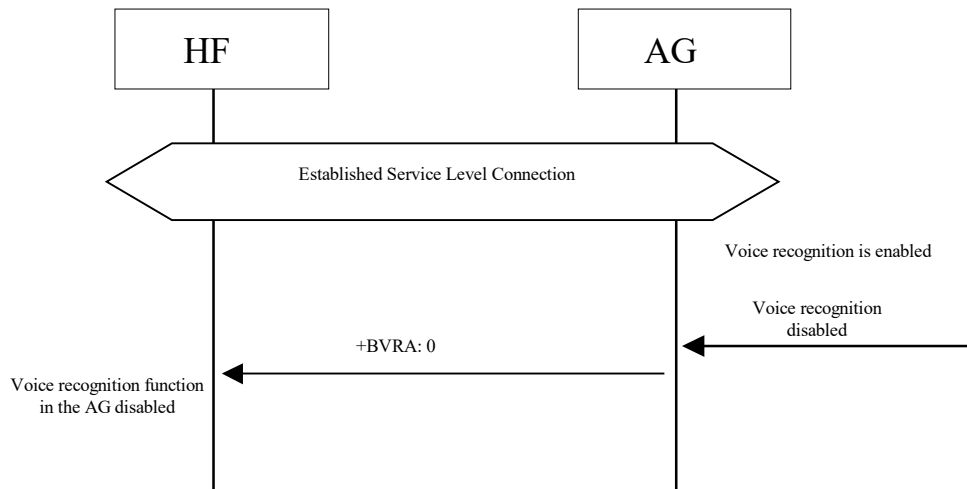 HF
AG
Established Service Level Connection
Voice recognition is enabled
Voice recognition
disabled
+BVRA: 0
Voice recognition function
in the AG disabled